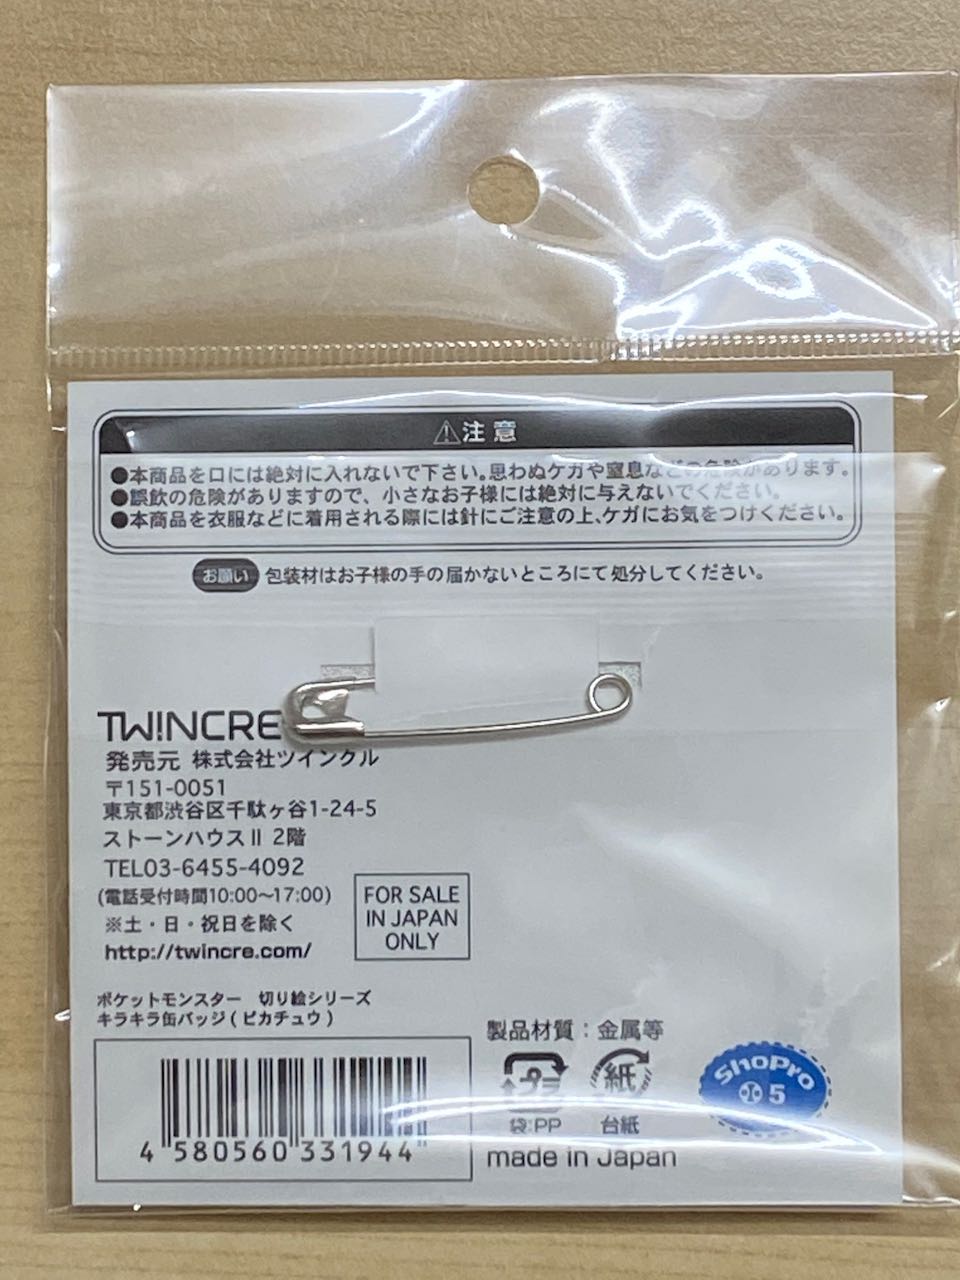 ⚠注意
●本商品を口には絶対に入れないで下さい。思わぬケガや窒息などの危険があります。
●誤飲の危険がありますので、小さなお子様には絶対に与えないでください。
●本商品を衣服などに着用される際には針にご注意の上、ケガにお気をつけください。
お願い 包装材はお子様の手の届かないところにて処分してください。
TW!NCRE
発売元 株式会社ツインクル
〒151-0051
東京都渋谷区千駄ヶ谷1-24-5
ストーンハウスⅡ 2階
TEL03-6455-4092
(電話受付時間10:00〜17:00)
※土・日・祝日を除く
http://twincre.com/
FOR SALE
IN JAPAN
ONLY
ポケットモンスター 切り絵シリーズ
キラキラ缶バッジ(ピカチュウ)
4 580560 331944
製品材質：金属等
プラ 紙
袋:PP 台紙
made in Japan
ShoPro
小 5